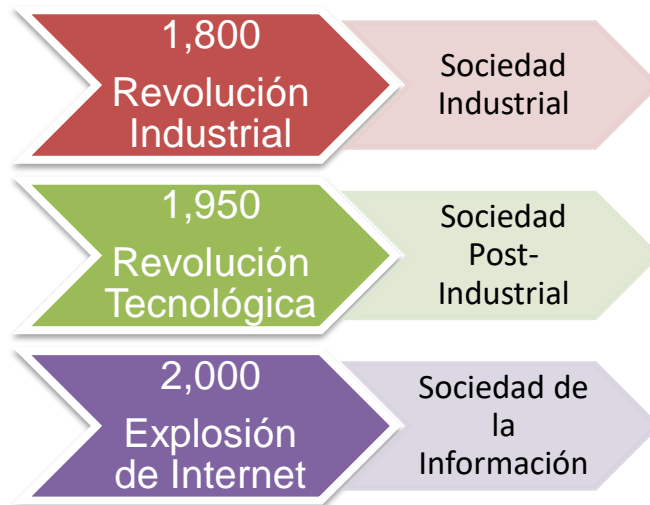 1,800
Revolución
Industrial
Sociedad
Industrial
1,950
Revolución
Tecnológica
Sociedad
Post-
Industrial
2,000
Explosión
de Internet
Sociedad de
la
Información